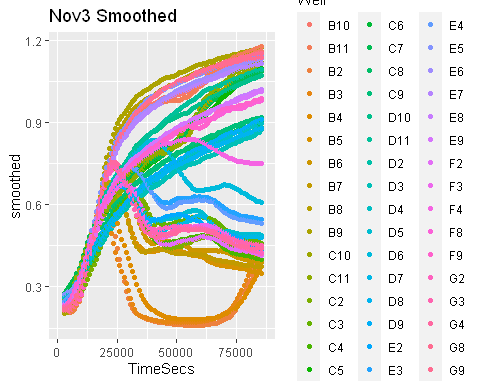 Nov3 Smoothed
1.2
0.9
0.6
0.3
smoothed
0
25000
50000
75000
TimeSecs
Well
B10
B11
B2
B3
B4
B5
B6
B7
B8
B9
C10
C11
C2
C3
C4
C5
C6
C7
C8
C9
D10
D11
D2
D3
D4
D5
D6
D7
D8
D9
E2
E3
E4
E5
E6
E7
E8
E9
F2
F3
F4
F8
F9
G2
G3
G4
G8
G9